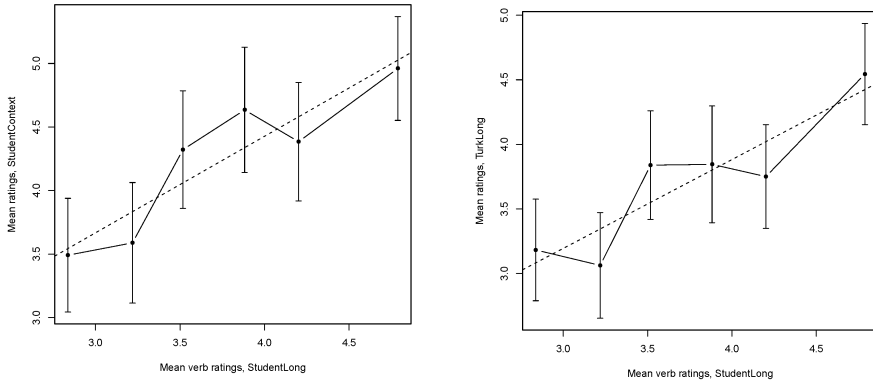 Mean ratings, StudentContext
5.0
4.5
4.0
3.5
3.0
3.0 3.5 4.0 4.5
Mean verb ratings, StudentLong
Mean ratings, TurkLong
5.0
4.5
4.0
3.5
3.0
3.0 3.5 4.0 4.5
Mean verb ratings, StudentLong